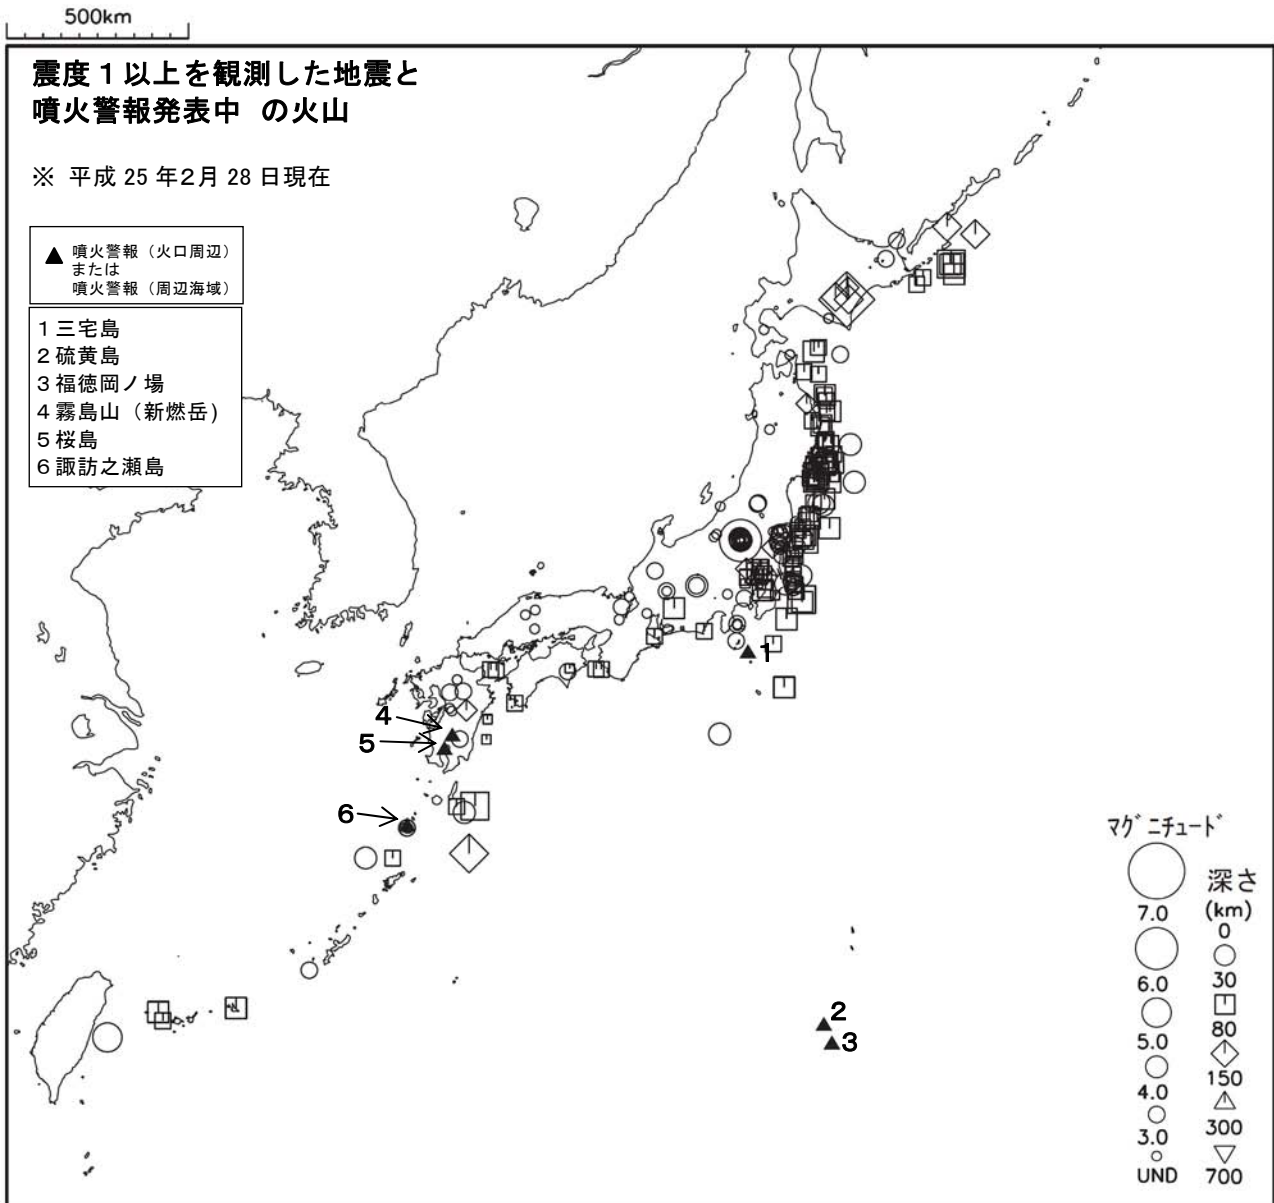 500km
震度１以上を観測した地震と
噴火警報発表中 の火山
※ 平成 25 年2月 28 日現在
▲ 噴火警報（火口周辺）
または
噴火警報（周辺海域）
1 三宅島
2 硫黄島
3 福徳岡ノ場
4 霧島山（新燃岳）
5 桜島
6 諏訪之瀬島
1
4
5
6
2
3
ﾏｸﾞﾆﾁｭｰﾄﾞ
7.0
6.0
5.0
4.0
3.0
UND
深さ
(km)
0
30
80
150
300
700